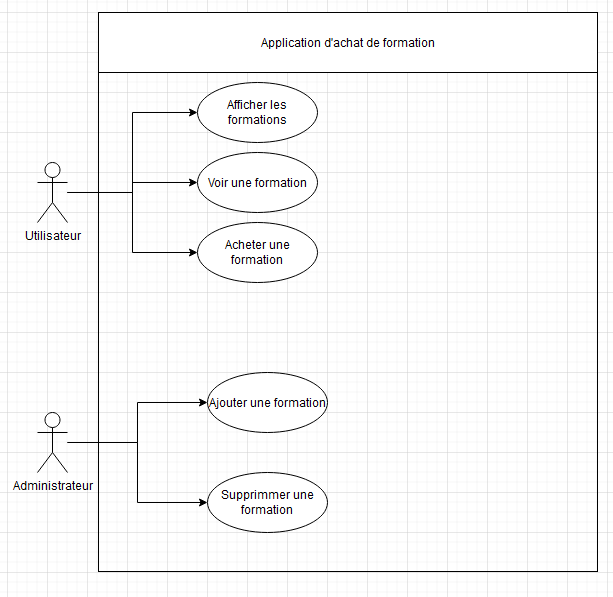 Application d'achat de formation
Afficher les
formations
Voir une formation
Utilisateur
Acheter une
formation
Ajouter une formation
Administrateur
Supprimmer une
formation